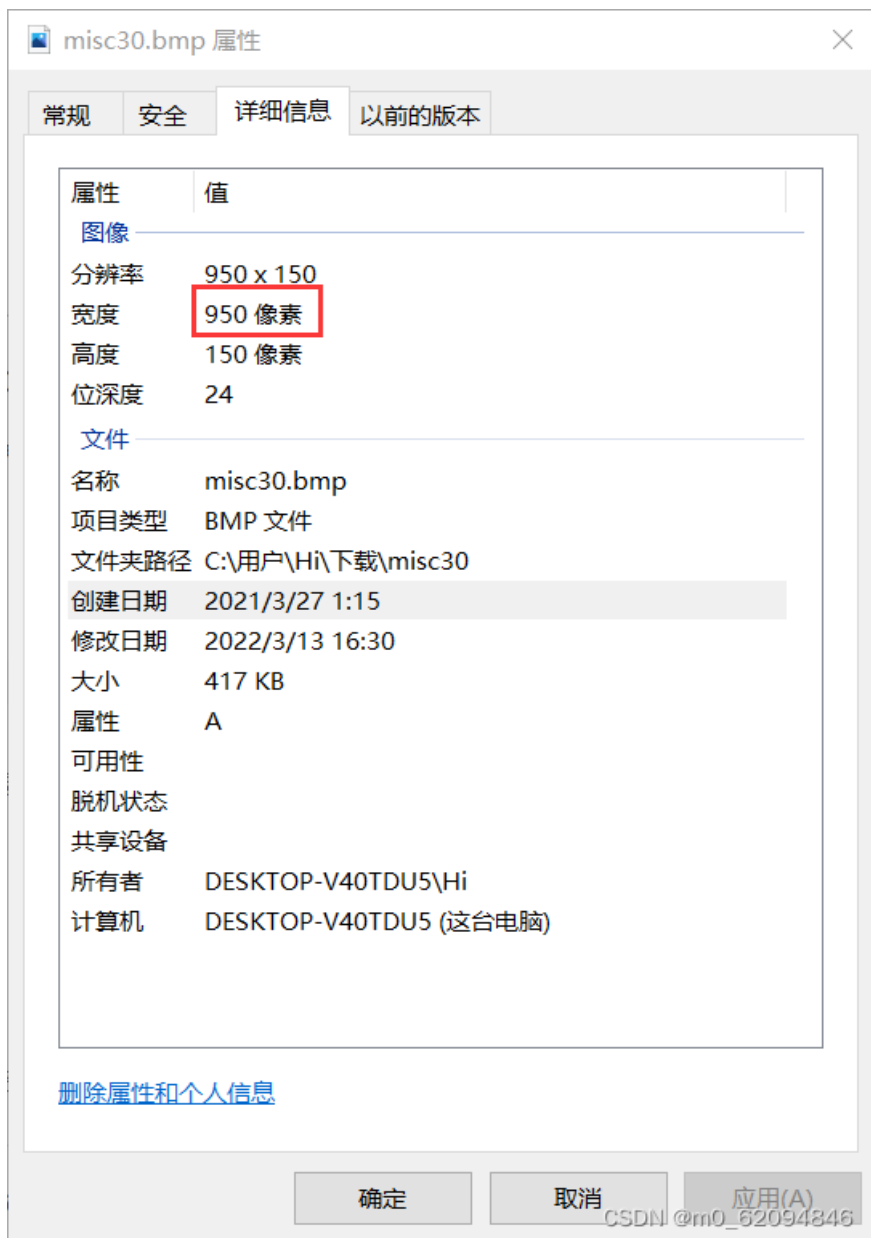 misc30.bmp 属性
常规 安全 详细信息 以前的版本
属性 值
图像
分辨率 950 x 150
宽度 950 像素
高度 150 像素
位深度 24
文件
名称 misc30.bmp
项目类型 BMP 文件
文件夹路径 C:\用户\Hi\下载\misc30
创建日期 2021/3/27 1:15
修改日期 2022/3/13 16:30
大小 417 KB
属性 A
可用性
脱机状态
共享设备
所有者 DESKTOP-V40TDU5\Hi
计算机 DESKTOP-V40TDU5 (这台电脑)
删除属性和个人信息
确定 取消 应用(A)
CSDN @m0_62094846